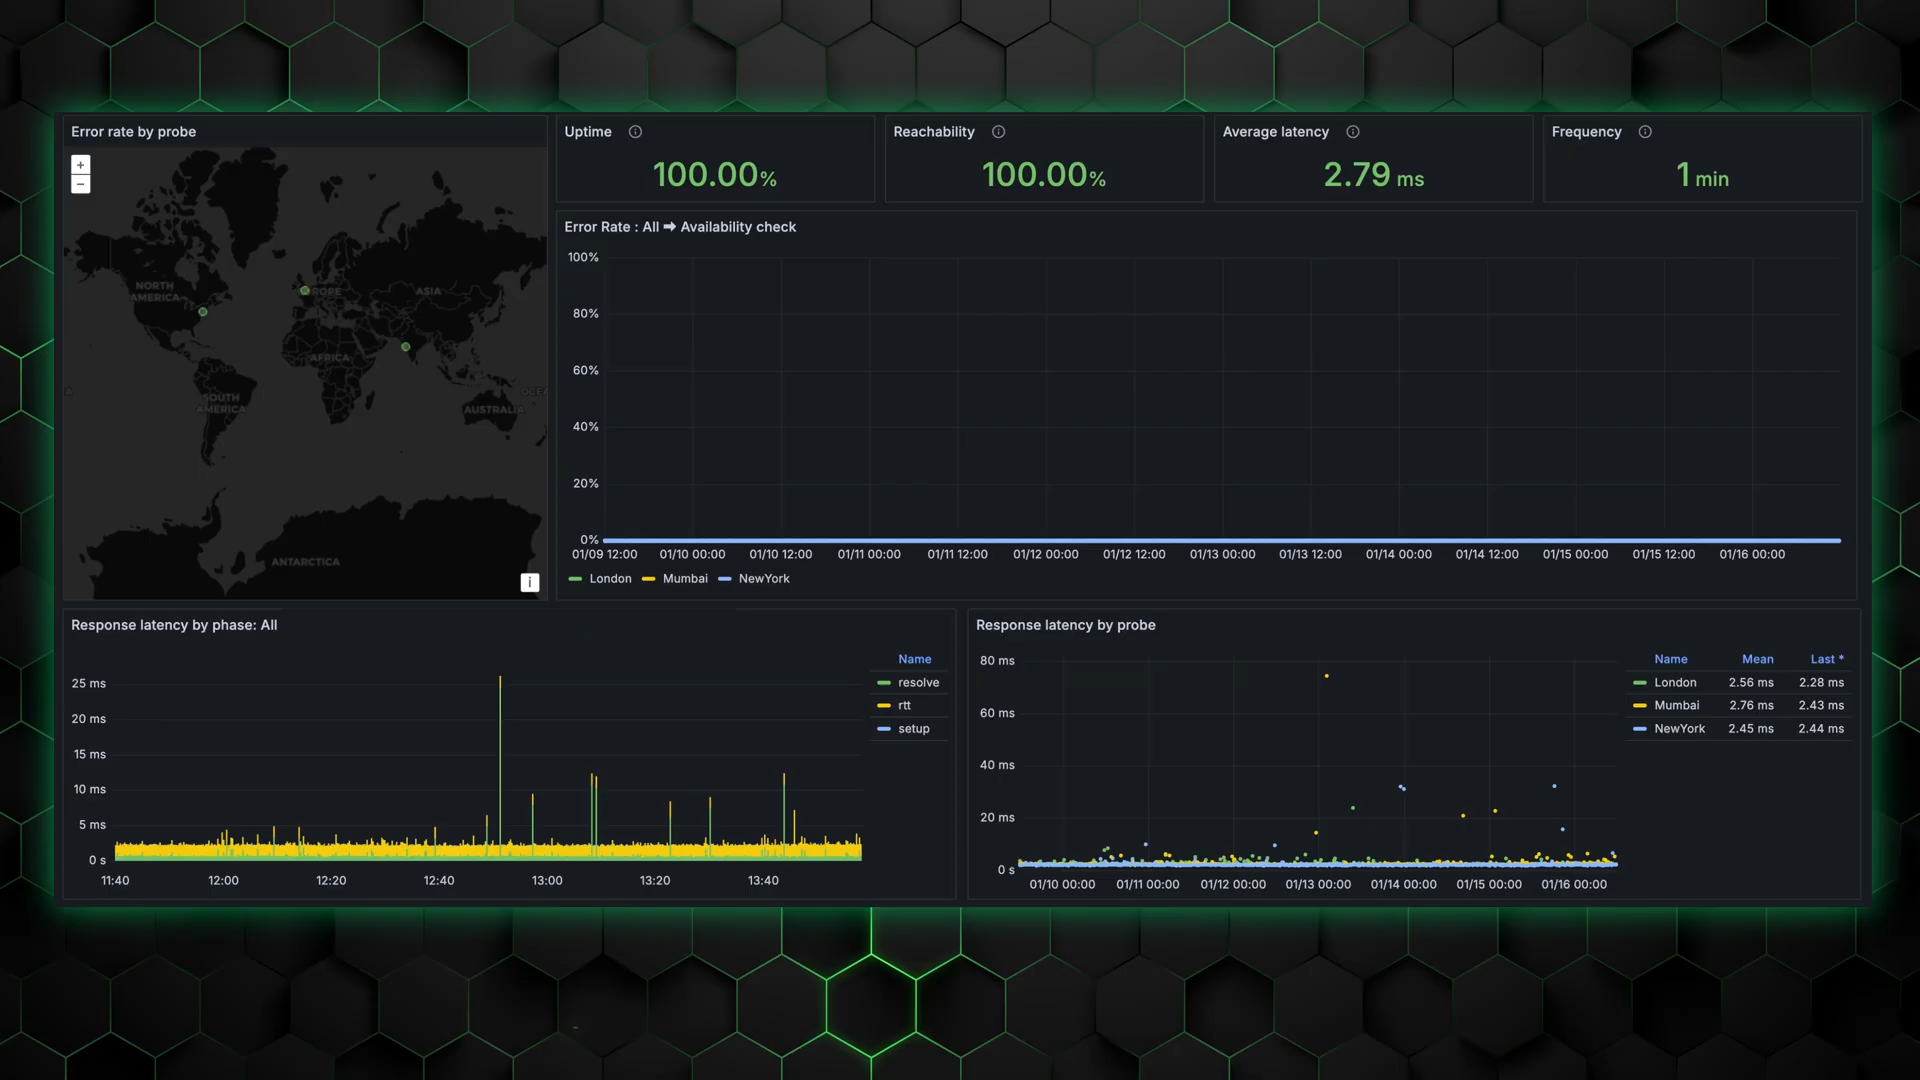 Error rate by probe
+
−
NORTH
AMERICA
ROPE
ASIA
AFRICA
SOUTH
AMERICA
AUSTRALIA
ANTARCTICA
i
Uptime
100.00%
Reachability
100.00%
Average latency
2.79 ms
Frequency
1 min
Error Rate : All ➡ Availability check
100%
80%
60%
40%
20%
0%
01/09 12:00 01/10 00:00 01/10 12:00 01/11 00:00 01/11 12:00 01/12 00:00 01/12 12:00 01/13 00:00 01/13 12:00 01/14 00:00 01/14 12:00 01/15 00:00 01/15 12:00 01/16 00:00
London Mumbai NewYork
Response latency by phase: All
25 ms
20 ms
15 ms
10 ms
5 ms
0 s
11:40 12:00 12:20 12:40 13:00 13:20 13:40
Name
resolve
rtt
setup
Response latency by probe
80 ms
60 ms
40 ms
20 ms
0 s
01/10 00:00 01/11 00:00 01/12 00:00 01/13 00:00 01/14 00:00 01/15 00:00 01/16 00:00
Name Mean Last *
London 2.56 ms 2.28 ms
Mumbai 2.76 ms 2.43 ms
NewYork 2.45 ms 2.44 ms